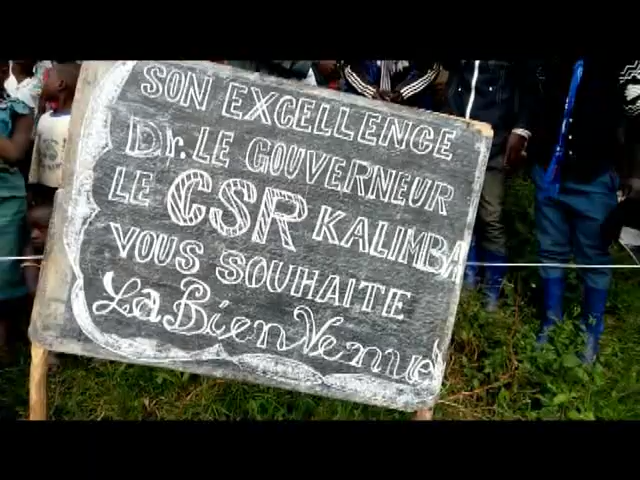 SON EXCELLENCE
Dr. LE GOUVERNEUR
LE CSR KALIMBA
VOUS SOUHAITE
La BienVenue